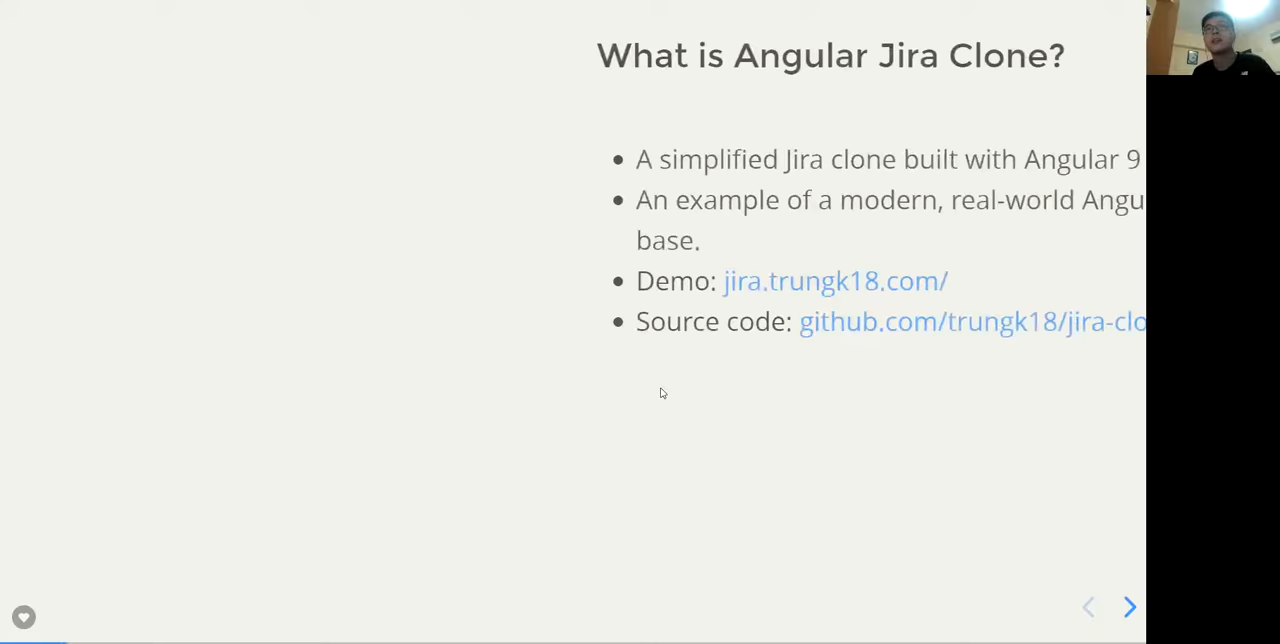 What is Angular Jira Clone?
A simplified Jira clone built with Angular 9
An example of a modern, real-world Angu
base.
Demo: jira.trungk18.com/
Source code: github.com/trungk18/jira-clo